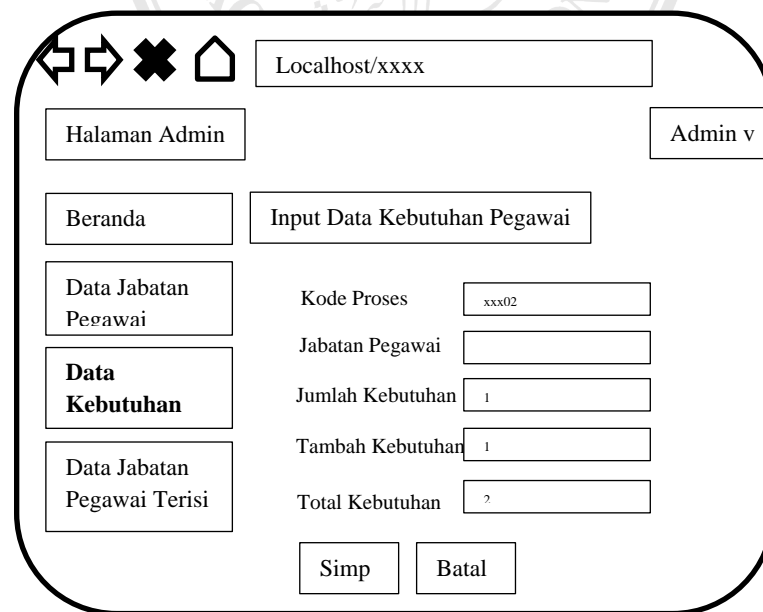 Localhost/xxxx
Halaman Admin
Admin v
Beranda
Input Data Kebutuhan Pegawai
Data Jabatan
Pegawai
Data
Kebutuhan
Data Jabatan
Pegawai Terisi
Kode Proses
xxx02
Jabatan Pegawai
Jumlah Kebutuhan
1
Tambah Kebutuhan
1
Total Kebutuhan
2
Simp
Batal